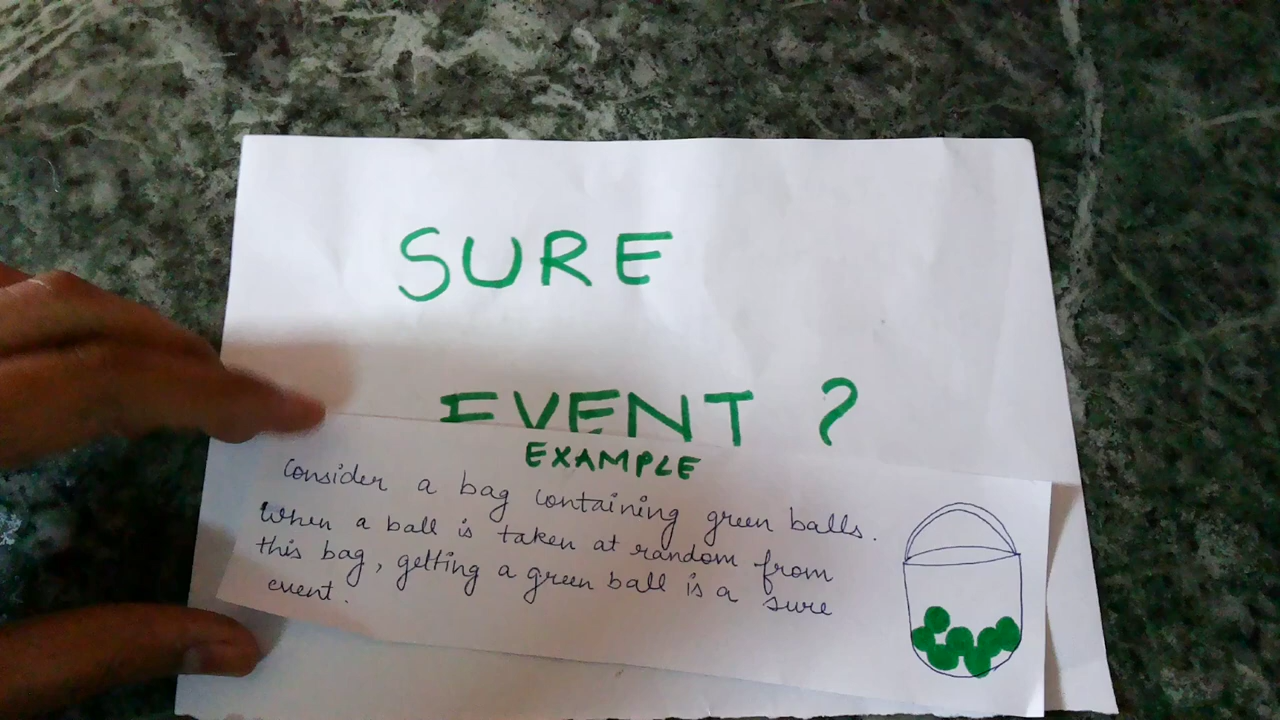 SURE
EVENT ?
EXAMPLE
Consider a bag containing green balls.
When a ball is taken at random from
this bag, getting a green ball is a sure
event.